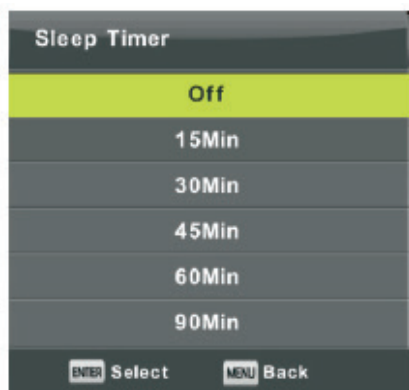 Sleep Timer
Off
15Min
30Min
45Min
60Min
90Min
ENTER Select MENU Back